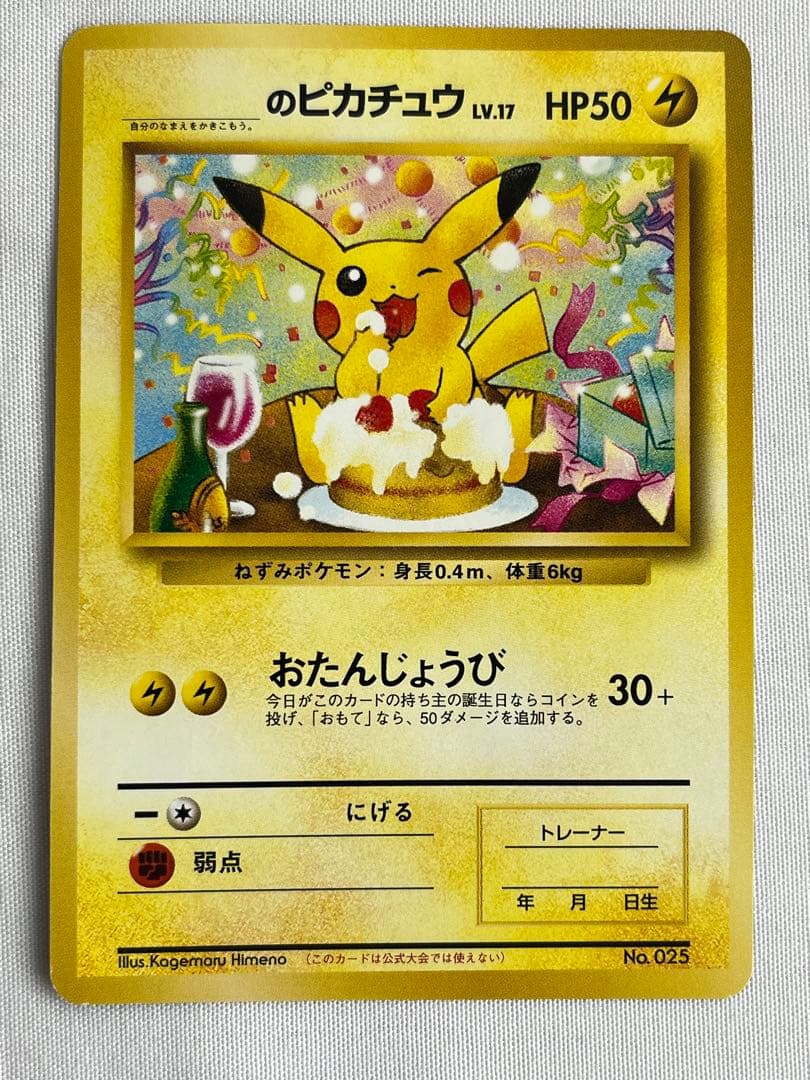 のピカチュウ LV.17 HP50
自分のなまえをかきこもう。
ねずみポケモン：身長0.4m、体重6kg
おたんじょうび 30+
今日がこのカードの持ち主の誕生日ならコインを
投げ、「おもて」なら、50ダメージを追加する。
にげる
弱点
トレーナー
年 月 日生
Illus. Kagemaru Himeno （このカードは公式大会では使えない） No. 025